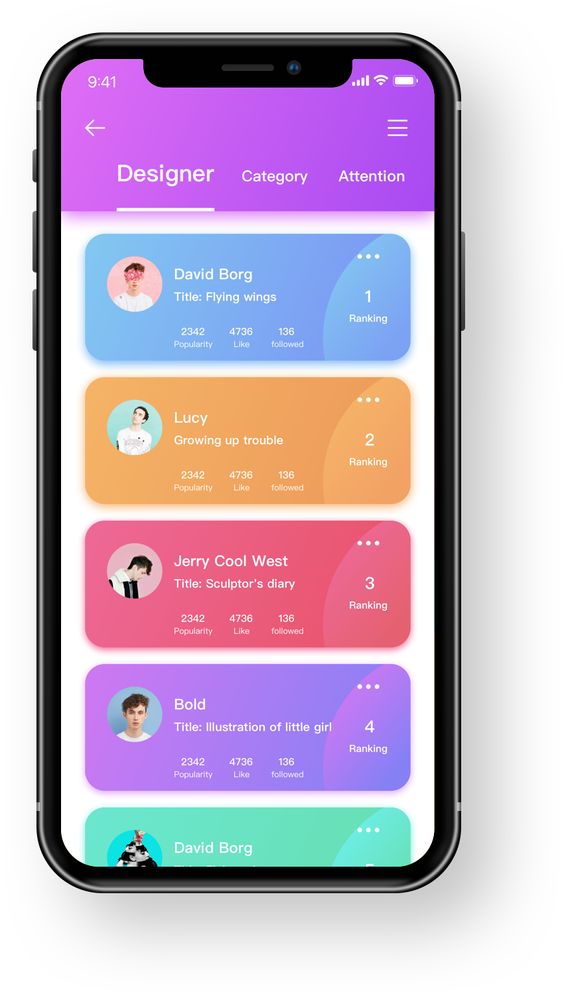 9:41
Designer Category Attention
David Borg
Title: Flying wings
1
Ranking
2342 4736 136
Popularity Like followed
Lucy
Growing up trouble
2
Ranking
2342 4736 136
Popularity Like followed
Jerry Cool West
Title: Sculptor's diary
3
Ranking
2342 4736 136
Popularity Like followed
Bold
Title: Illustration of little girl
4
Ranking
2342 4736 136
Popularity Like followed
David Borg